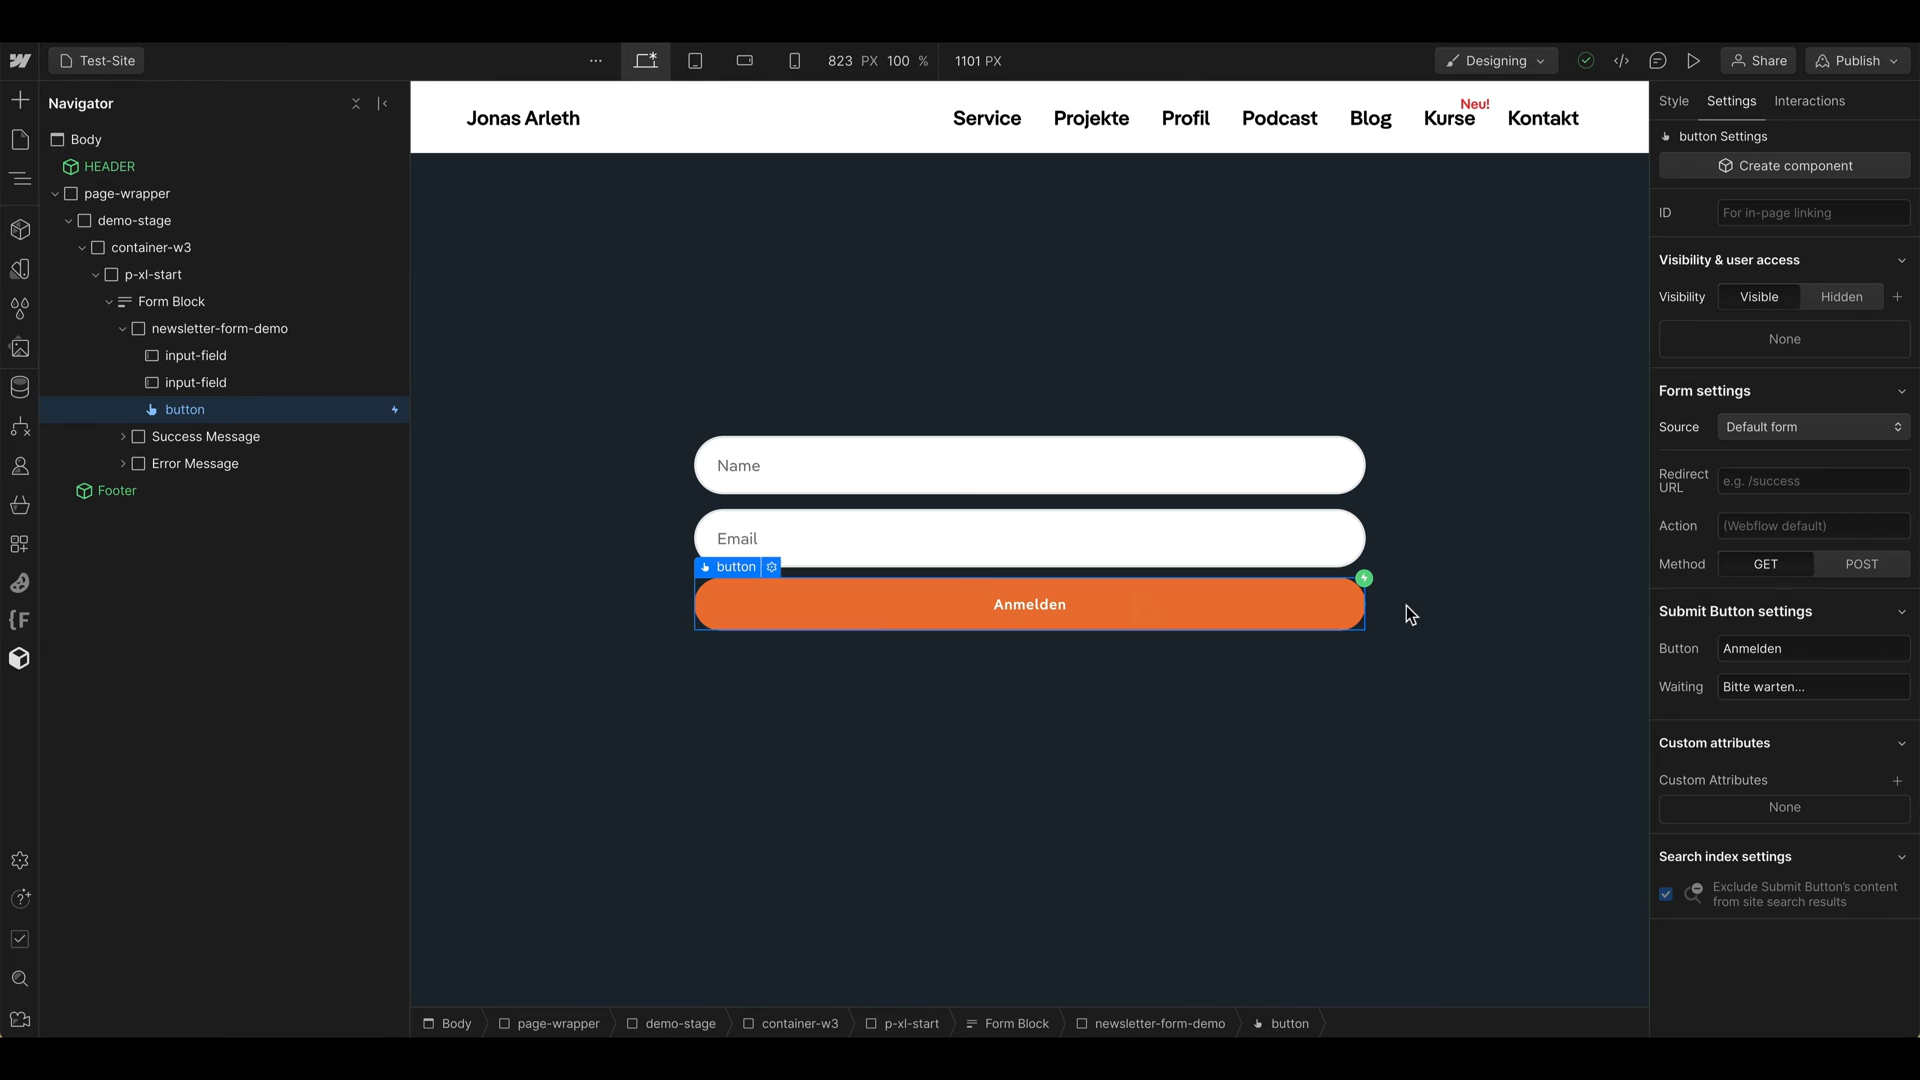 Test-Site
...
823 PX 100 %
1101 PX
Designing
Share
Publish
Navigator
Body
HEADER
page-wrapper
demo-stage
container-w3
p-xl-start
Form Block
newsletter-form-demo
input-field
input-field
button
Success Message
Error Message
Footer
Jonas Arleth
Service
Projekte
Profil
Podcast
Blog
Neu!
Kurse
Kontakt
Name
Email
button
Anmelden
Style
Settings
Interactions
button Settings
Create component
ID
For in-page linking
Visibility & user access
Visibility
Visible
Hidden
None
Form settings
Source
Default form
Redirect
URL
e.g. /success
Action
(Webflow default)
Method
GET
POST
Submit Button settings
Button
Anmelden
Waiting
Bitte warten...
Custom attributes
Custom Attributes
None
Search index settings
Exclude Submit Button's content
from site search results
Body
page-wrapper
demo-stage
container-w3
p-xl-start
Form Block
newsletter-form-demo
button